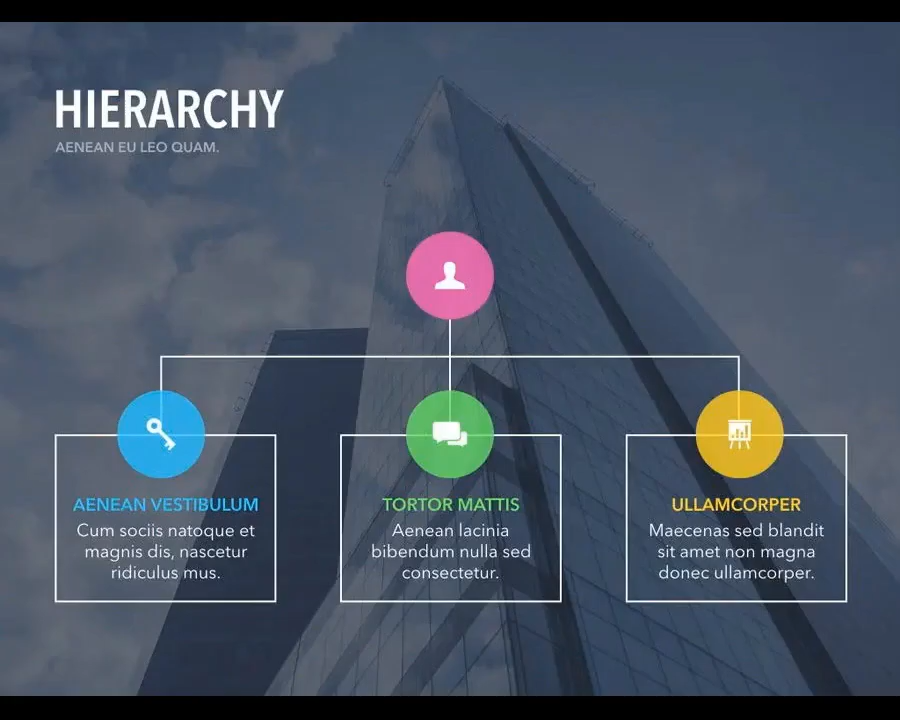 HIERARCHY
AENEAN EU LEO QUAM.
AENEAN VESTIBULUM
Cum sociis natoque et
magnis dis, nascetur
ridiculus mus.
TORTOR MATTIS
Aenean lacinia
bibendum nulla sed
consectetur.
ULLAMCORPER
Maecenas sed blandit
sit amet non magna
donec ullamcorper.